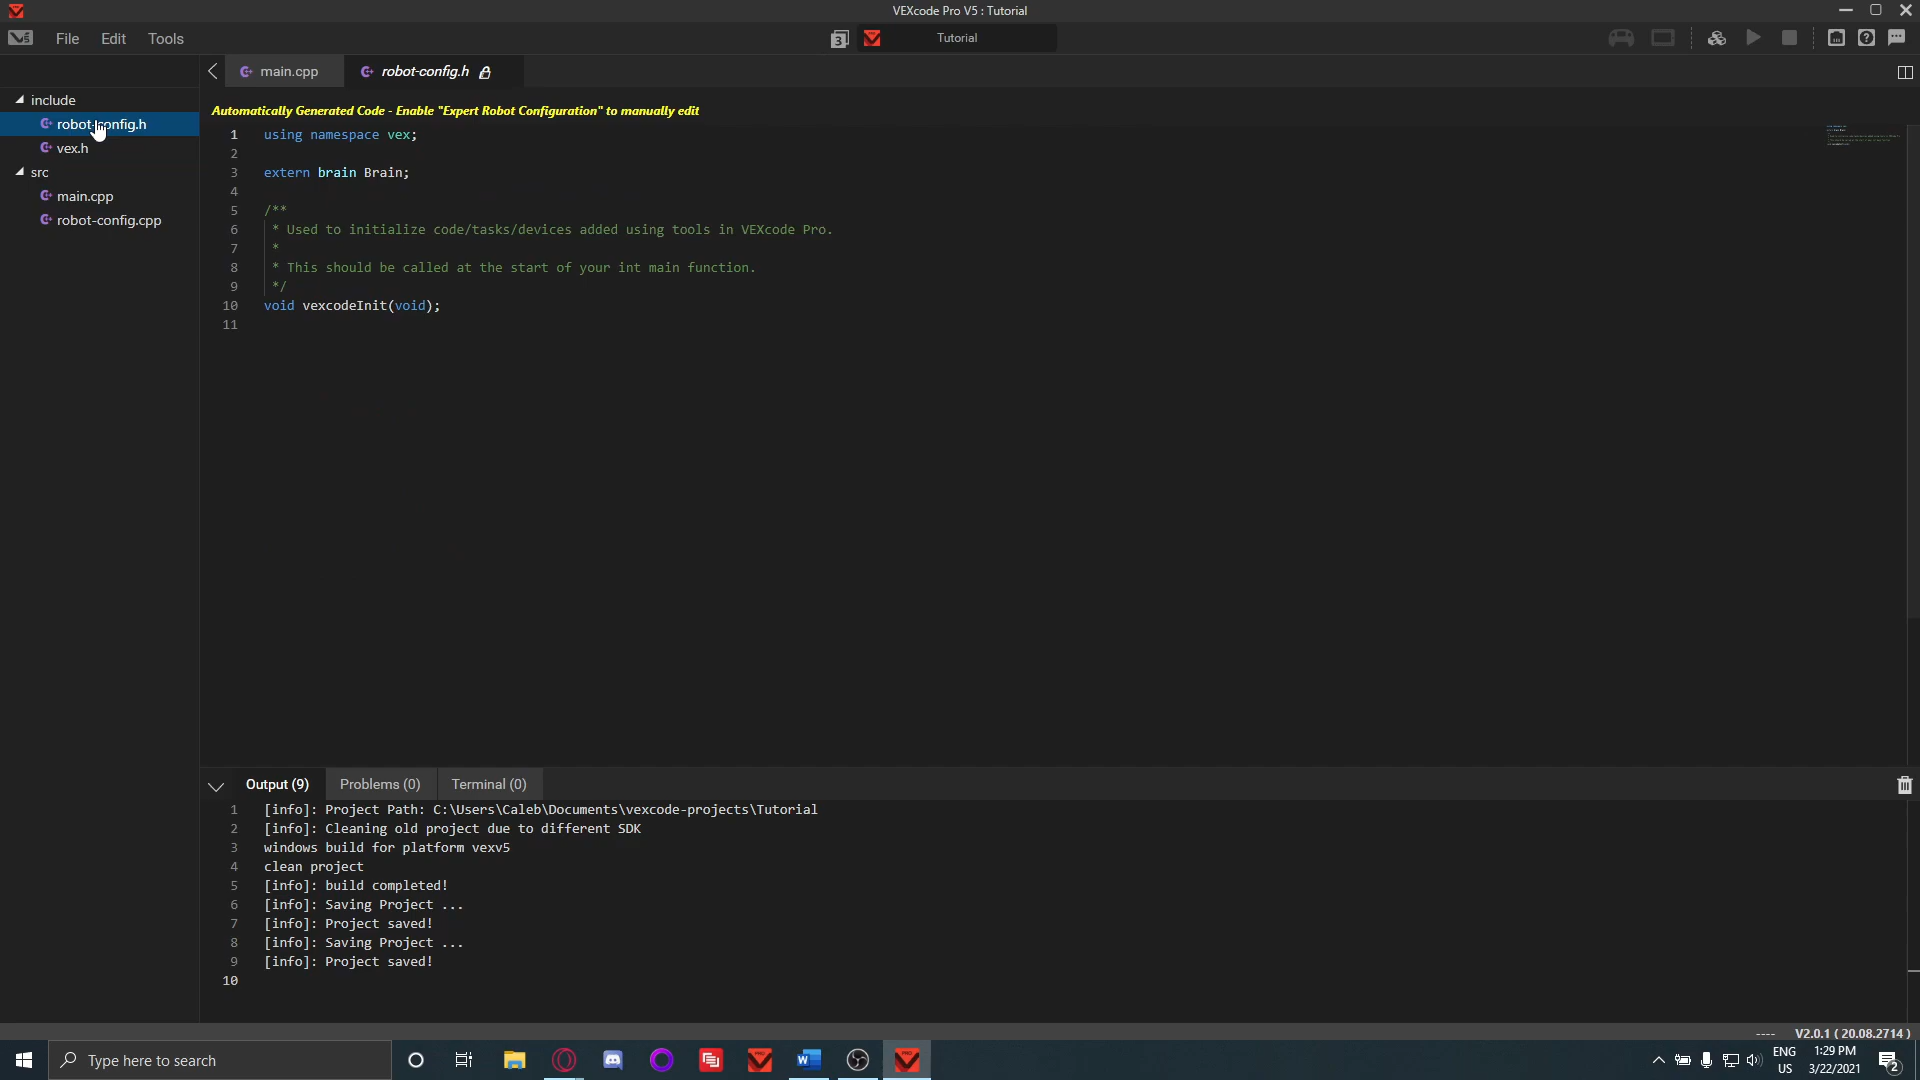 VEXcode Pro V5 : Tutorial
V5 File Edit Tools
3 Tutorial
main.cpp
robot-config.h
include
robot-config.h
vex.h
src
main.cpp
robot-config.cpp
Automatically Generated Code - Enable "Expert Robot Configuration" to manually edit
1 using namespace vex;
2
3 extern brain Brain;
4
5 /**
6 * Used to initialize code/tasks/devices added using tools in VEXcode Pro.
7 *
8 * This should be called at the start of your int main function.
9 */
10 void vexcodeInit(void);
11
Output (9) Problems (0) Terminal (0)
1 [info]: Project Path: C:\Users\Caleb\Documents\vexcode-projects\Tutorial
2 [info]: Cleaning old project due to different SDK
3 windows build for platform vexv5
4 clean project
5 [info]: build completed!
6 [info]: Saving Project ...
7 [info]: Project saved!
8 [info]: Saving Project ...
9 [info]: Project saved!
10
---- V2.0.1 ( 20.08.2714 )
Type here to search
ENG
US
1:29 PM
3/22/2021
2